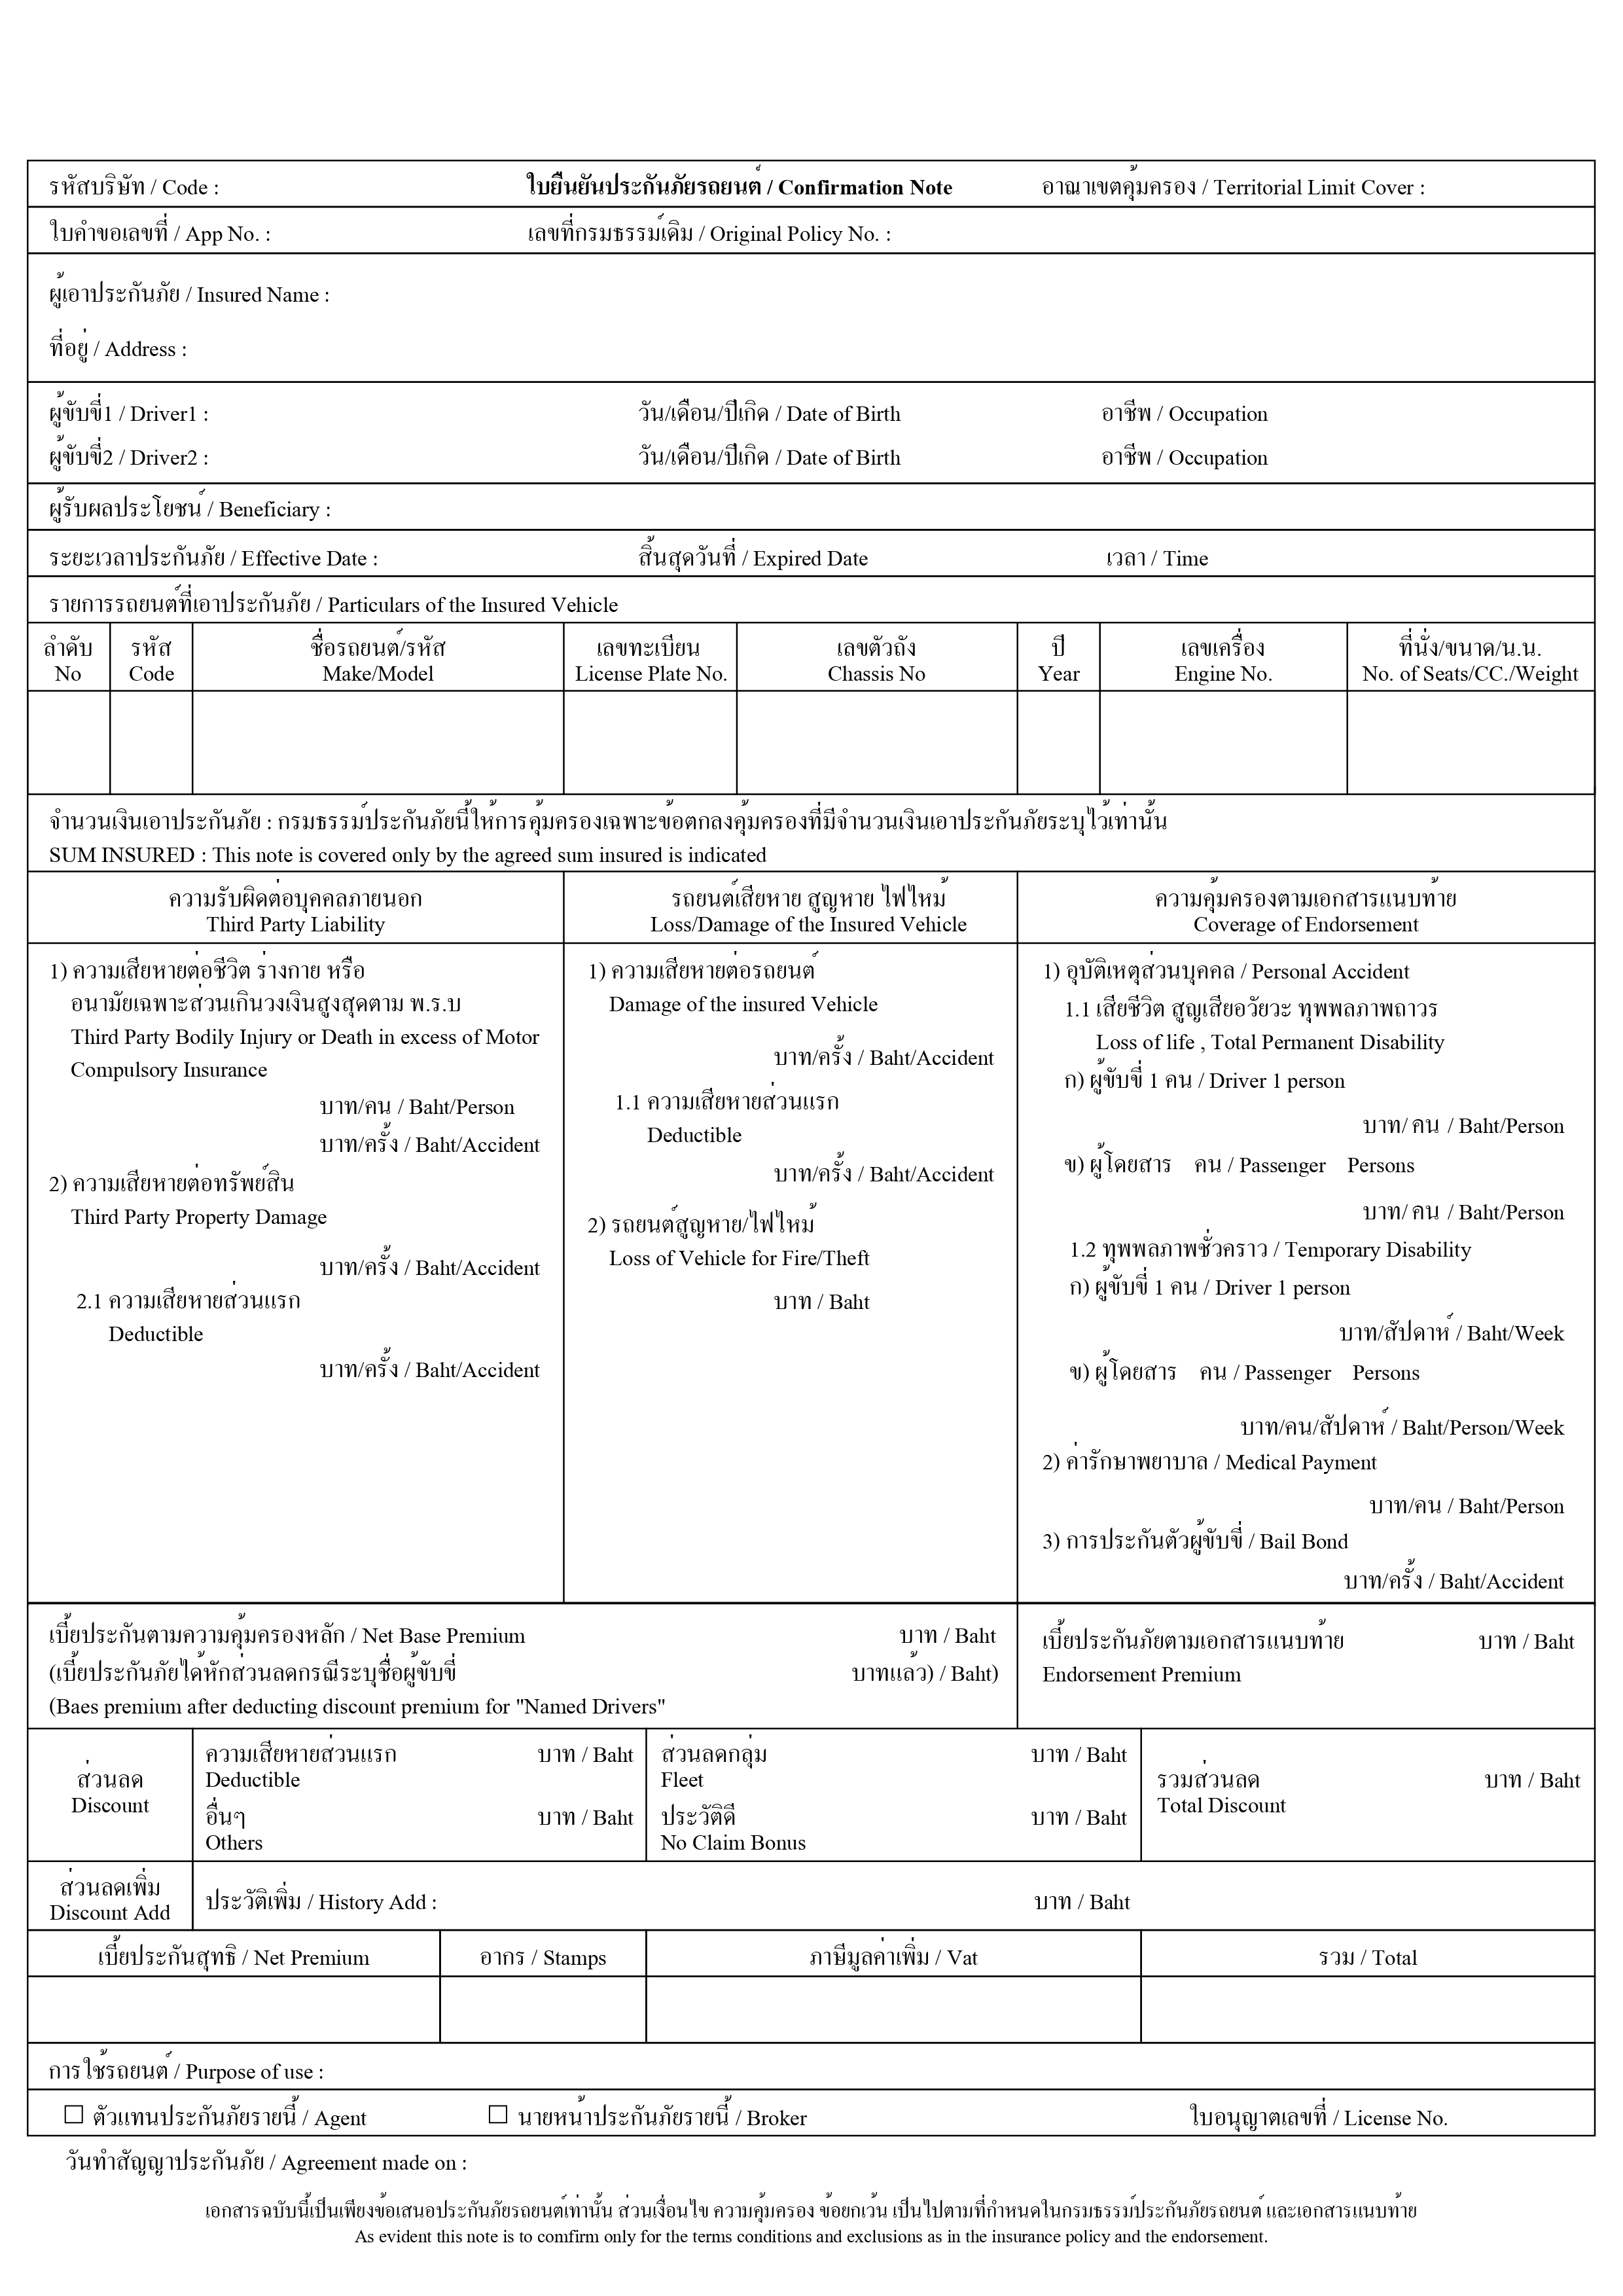 รหัสบริษัท / Code : ใบยืนยันประกันภัยรถยนต์ / Confirmation Note อาณาเขตคุ้มครอง / Territorial Limit Cover :
ใบคำขอเลขที่ / App No. : เลขที่กรมธรรม์เดิม / Original Policy No. :
ผู้เอาประกันภัย / Insured Name :
ที่อยู่ / Address :
ผู้ขับขี่1 / Driver1 : วัน/เดือน/ปีเกิด / Date of Birth อาชีพ / Occupation
ผู้ขับขี่2 / Driver2 : วัน/เดือน/ปีเกิด / Date of Birth อาชีพ / Occupation
ผู้รับผลประโยชน์ / Beneficiary :
ระยะเวลาประกันภัย / Effective Date : สิ้นสุดวันที่ / Expired Date เวลา / Time
รายการรถยนต์ที่เอาประกันภัย / Particulars of the Insured Vehicle
ลำดับ รหัส ชื่อรถยนต์/รหัส เลขทะเบียน เลขตัวถัง ปี เลขเครื่อง ที่นั่ง/ขนาด/น.น.
No Code Make/Model License Plate No. Chassis No Year Engine No. No. of Seats/CC./Weight
จำนวนเงินเอาประกันภัย : กรมธรรม์ประกันภัยนี้ให้การคุ้มครองเฉพาะข้อตกลงคุ้มครองที่มีจำนวนเงินเอาประกันภัยระบุไว้เท่านั้น
SUM INSURED : This note is covered only by the agreed sum insured is indicated
ความรับผิดต่อบุคคลภายนอก
Third Party Liability
1) ความเสียหายต่อชีวิต ร่างกาย หรือ
อนามัยเฉพาะส่วนเกินวงเงินสูงสุดตาม พ.ร.บ
Third Party Bodily Injury or Death in excess of Motor
Compulsory Insurance
บาท/คน / Baht/Person
บาท/ครั้ง / Baht/Accident
2) ความเสียหายต่อทรัพย์สิน
Third Party Property Damage
บาท/ครั้ง / Baht/Accident
2.1 ความเสียหายส่วนแรก
Deductible
บาท/ครั้ง / Baht/Accident
รถยนต์เสียหาย สูญหาย ไฟไหม้
Loss/Damage of the Insured Vehicle
1) ความเสียหายต่อรถยนต์
Damage of the insured Vehicle
บาท/ครั้ง / Baht/Accident
1.1 ความเสียหายส่วนแรก
Deductible
บาท/ครั้ง / Baht/Accident
2) รถยนต์สูญหาย/ไฟไหม้
Loss of Vehicle for Fire/Theft
บาท / Baht
ความคุ้มครองตามเอกสารแนบท้าย
Coverage of Endorsement
1) อุบัติเหตุส่วนบุคคล / Personal Accident
1.1 เสียชีวิต สูญเสียอวัยวะ ทุพพลภาพถาวร
Loss of life , Total Permanent Disability
ก) ผู้ขับขี่ 1 คน / Driver 1 person
บาท/ คน / Baht/Person
ข) ผู้โดยสาร คน / Passenger Persons
บาท/ คน / Baht/Person
1.2 ทุพพลภาพชั่วคราว / Temporary Disability
ก) ผู้ขับขี่ 1 คน / Driver 1 person
บาท/สัปดาห์ / Baht/Week
ข) ผู้โดยสาร คน / Passenger Persons
บาท/คน/สัปดาห์ / Baht/Person/Week
2) ค่ารักษาพยาบาล / Medical Payment
บาท/คน / Baht/Person
3) การประกันตัวผู้ขับขี่ / Bail Bond
บาท/ครั้ง / Baht/Accident
เบี้ยประกันตามความคุ้มครองหลัก / Net Base Premium บาท / Baht
(เบี้ยประกันภัยได้หักส่วนลดกรณีระบุชื่อผู้ขับขี่ บาทแล้ว) / Baht)
(Baes premium after deducting discount premium for "Named Drivers"
เบี้ยประกันภัยตามเอกสารแนบท้าย บาท / Baht
Endorsement Premium
ส่วนลด
Discount
ความเสียหายส่วนแรก บาท / Baht
Deductible
อื่นๆ บาท / Baht
Others
ส่วนลดกลุ่ม บาท / Baht
Fleet
ประวัติดี บาท / Baht
No Claim Bonus
รวมส่วนลด บาท / Baht
Total Discount
ส่วนลดเพิ่ม
Discount Add
ประวัติเพิ่ม / History Add : บาท / Baht
เบี้ยประกันสุทธิ / Net Premium อากร / Stamps ภาษีมูลค่าเพิ่ม / Vat รวม / Total
การใช้รถยนต์ / Purpose of use :
☐ ตัวแทนประกันภัยรายนี้ / Agent ☐ นายหน้าประกันภัยรายนี้ / Broker ใบอนุญาตเลขที่ / License No.
วันทำสัญญาประกันภัย / Agreement made on :
เอกสารฉบับนี้เป็นเพียงข้อเสนอประกันภัยรถยนต์เท่านั้น ส่วนเงื่อนไข ความคุ้มครอง ข้อยกเว้น เป็นไปตามที่กำหนดในกรมธรรม์ประกันภัยรถยนต์ และเอกสารแนบท้าย
As evident this note is to comfirm only for the terms conditions and exclusions as in the insurance policy and the endorsement.